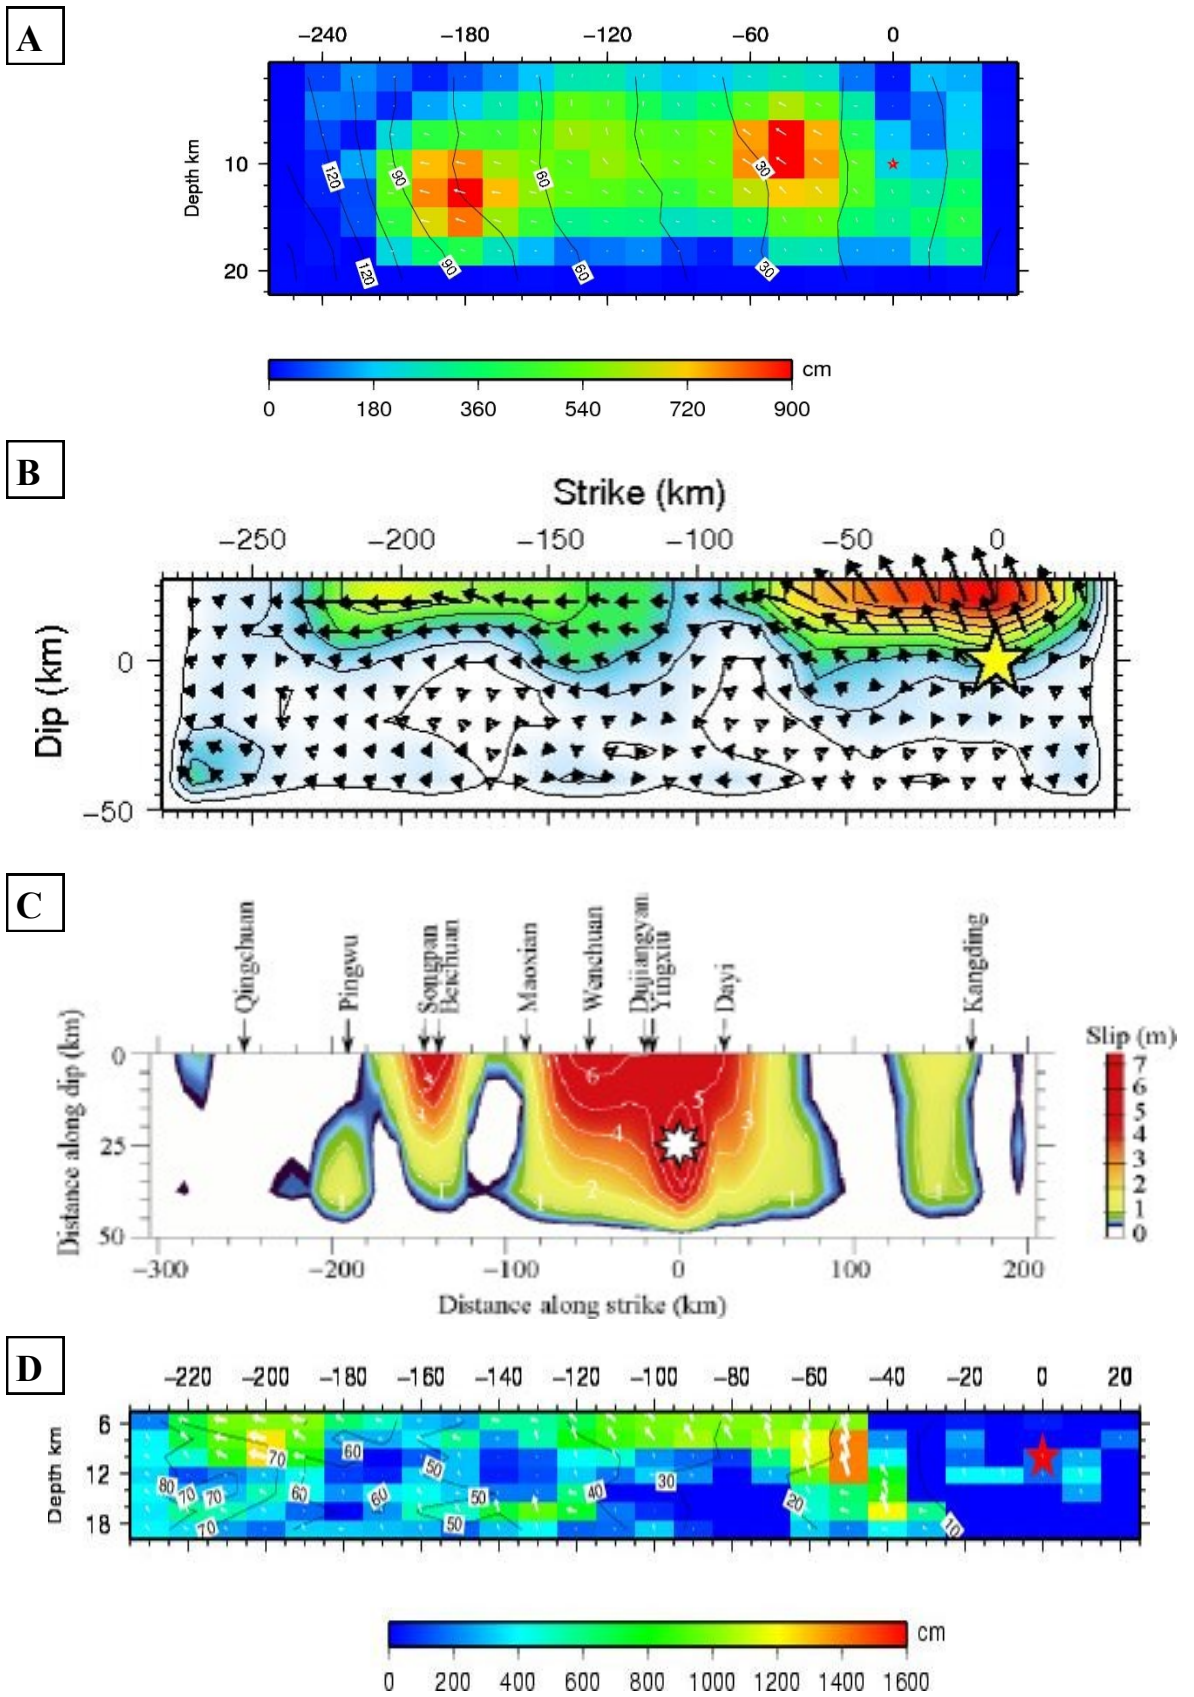 A
−240 −180 −120 −60 0
Depth km
10
20
120 90 60 30
120 90 60 30
cm
0 180 360 540 720 900
B
Strike (km)
−250 −200 −150 −100 −50 0
Dip (km)
0
−50
C
Qingchuan Pingwu Songpan Beichuan Maoxian Wenchuan Dujiangyan Yingxiu Dayi Kangding
Slip (m)
7
6
5
4
3
2
1
0
Distance along dip (km)
0
25
50
6 5
4 3
2
1 1 1 1
−300 −200 −100 0 100 200
Distance along strike (km)
D
−220 −200 −180 −160 −140 −120 −100 −80 −60 −40 −20 0 20
Depth km
6
12
18
70 60 50 30
80 70 70 60 60 50 40 20
70 50 10
cm
0 200 400 600 800 1000 1200 1400 1600